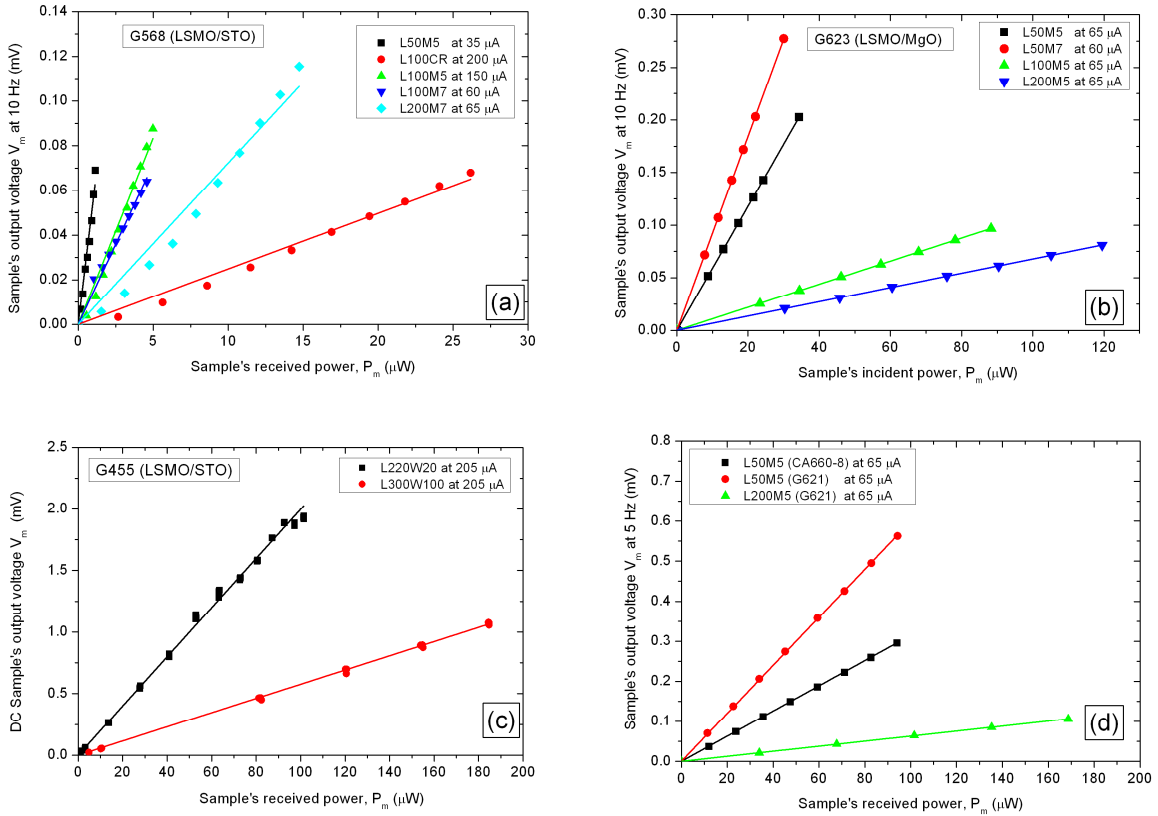 0.14
0.12
0.10
0.08
0.06
0.04
0.02
0.00
Sample's output voltage Vm at 10 Hz (mV)
G568 (LSMO/STO)
L50M5 at 35 µA
L100CR at 200 µA
L100M5 at 150 µA
L100M7 at 60 µA
L200M7 at 65 µA
(a)
0 5 10 15 20 25 30
Sample's received power, Pm (µW)
0.30
0.25
0.20
0.15
0.10
0.05
0.00
Sample's output voltage Vm at 10 Hz (mV)
G623 (LSMO/MgO)
L50M5 at 65 µA
L50M7 at 60 µA
L100M5 at 65 µA
L200M5 at 65 µA
(b)
0 20 40 60 80 100 120
Sample's incident power, Pm (µW)
2.5
2.0
1.5
1.0
0.5
0.0
DC Sample's output voltage Vm (mV)
G455 (LSMO/STO)
L220W20 at 205 µA
L300W100 at 205 µA
(c)
0 20 40 60 80 100 120 140 160 180 200
Sample's received power, Pm (µW)
0.8
0.7
0.6
0.5
0.4
0.3
0.2
0.1
0.0
Sample's output voltage Vm at 5 Hz (mV)
L50M5 (CA660-8) at 65 µA
L50M5 (G621) at 65 µA
L200M5 (G621) at 65 µA
(d)
0 20 40 60 80 100 120 140 160 180 200
Sample's received power, Pm (µW)